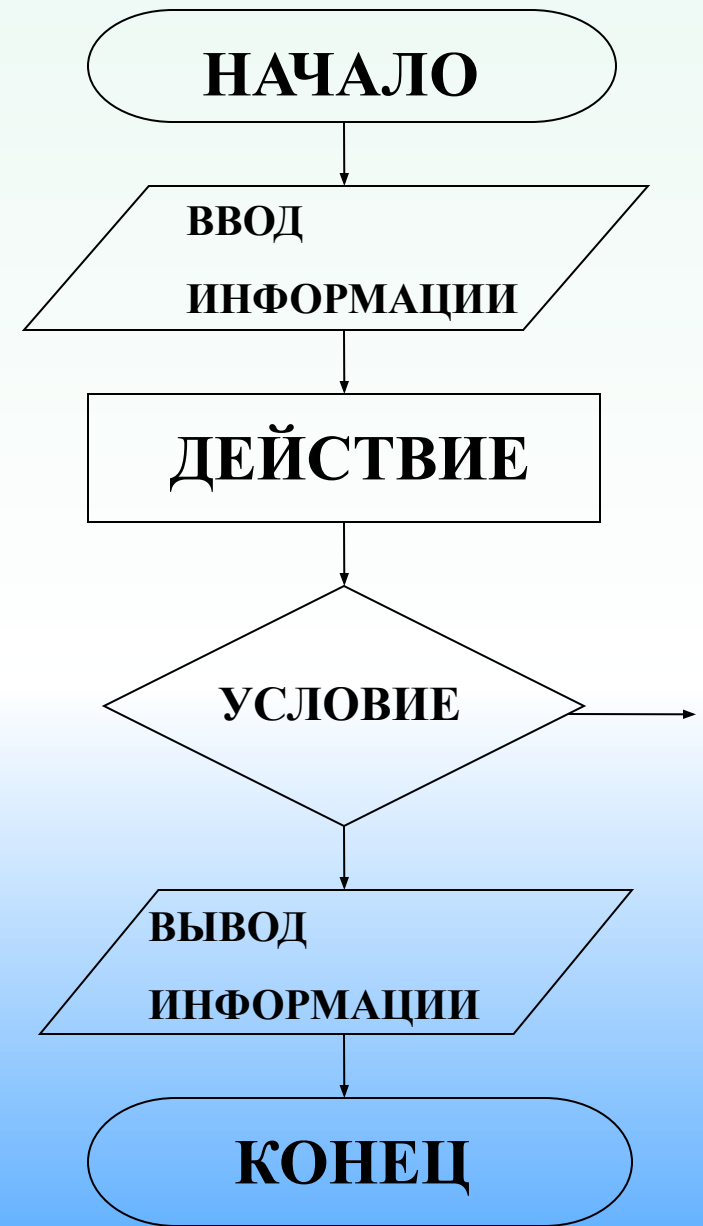 НАЧАЛО
ВВОД
ИНФОРМАЦИИ
ДЕЙСТВИЕ
УСЛОВИЕ
ВЫВОД
ИНФОРМАЦИИ
КОНЕЦ